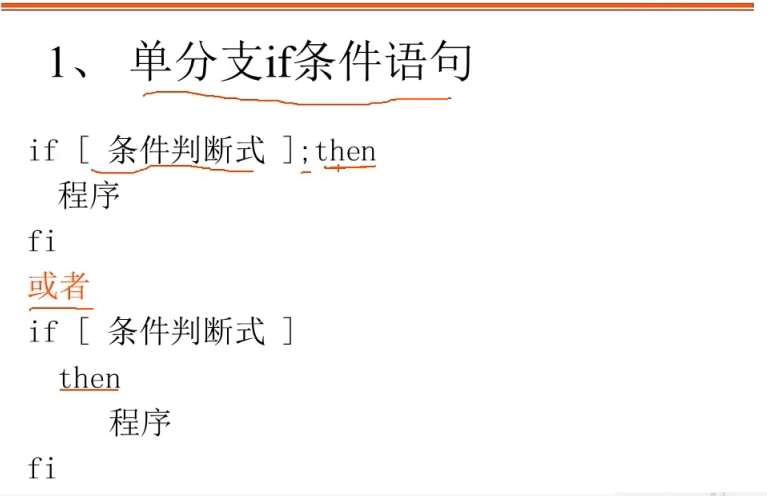 1、 单分支if条件语句
if [ 条件判断式 ];then
程序
fi
或者
if [ 条件判断式 ]
then
程序
fi